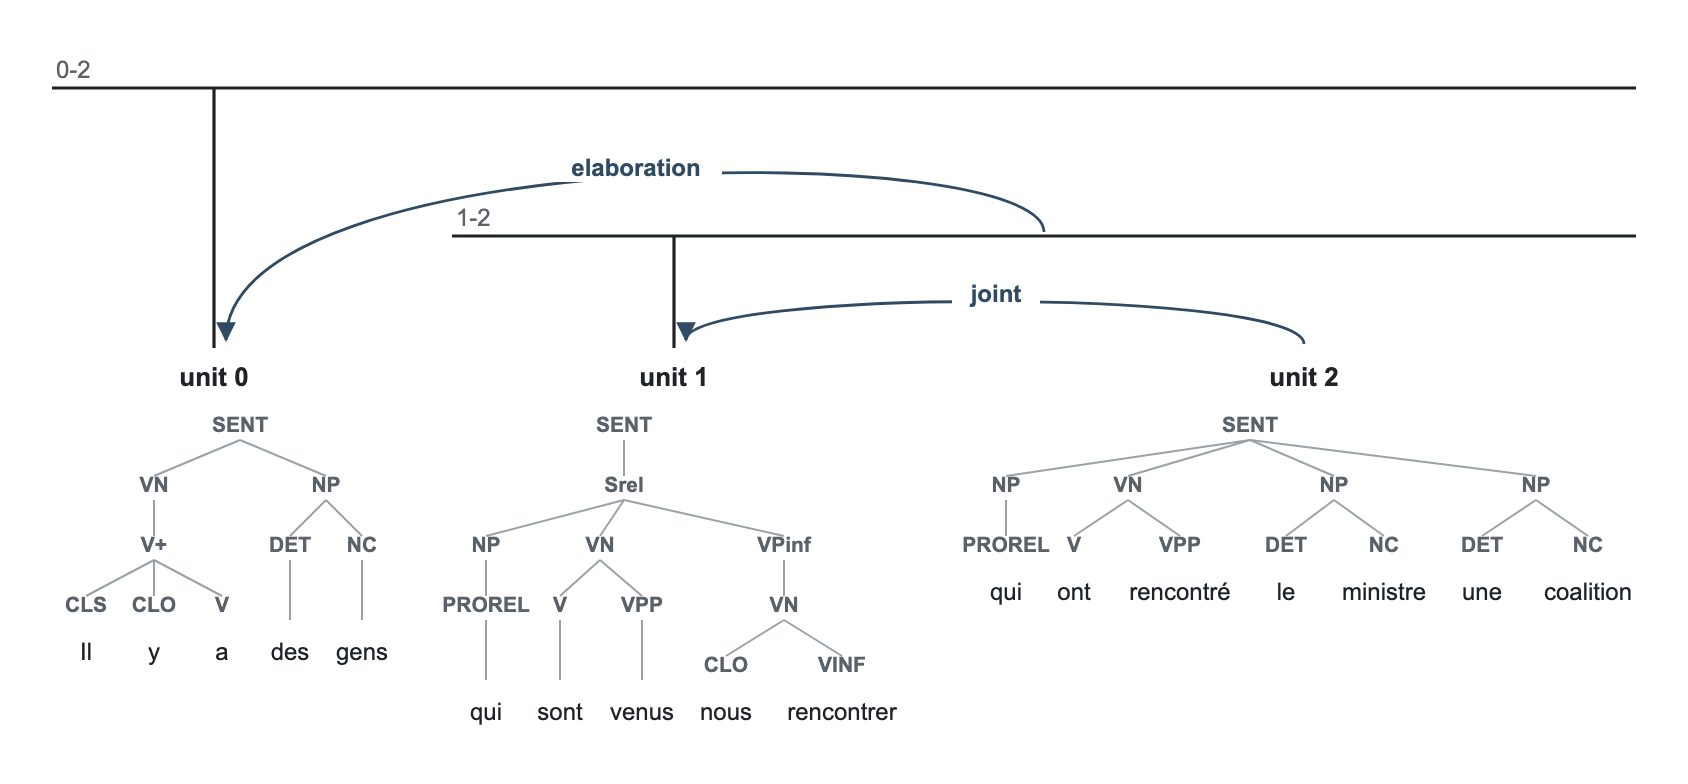 0-2
elaboration
1-2
joint
unit 0 unit 1 unit 2
SENT SENT SENT
VN NP Srel NP VN NP NP
V+ DET NC NP VN VPinf PROREL V VPP DET NC DET NC
qui ont rencontré le ministre une coalition
CLS CLO V PROREL V VPP VN
Il y a des gens
CLO VINF
qui sont venus nous rencontrer